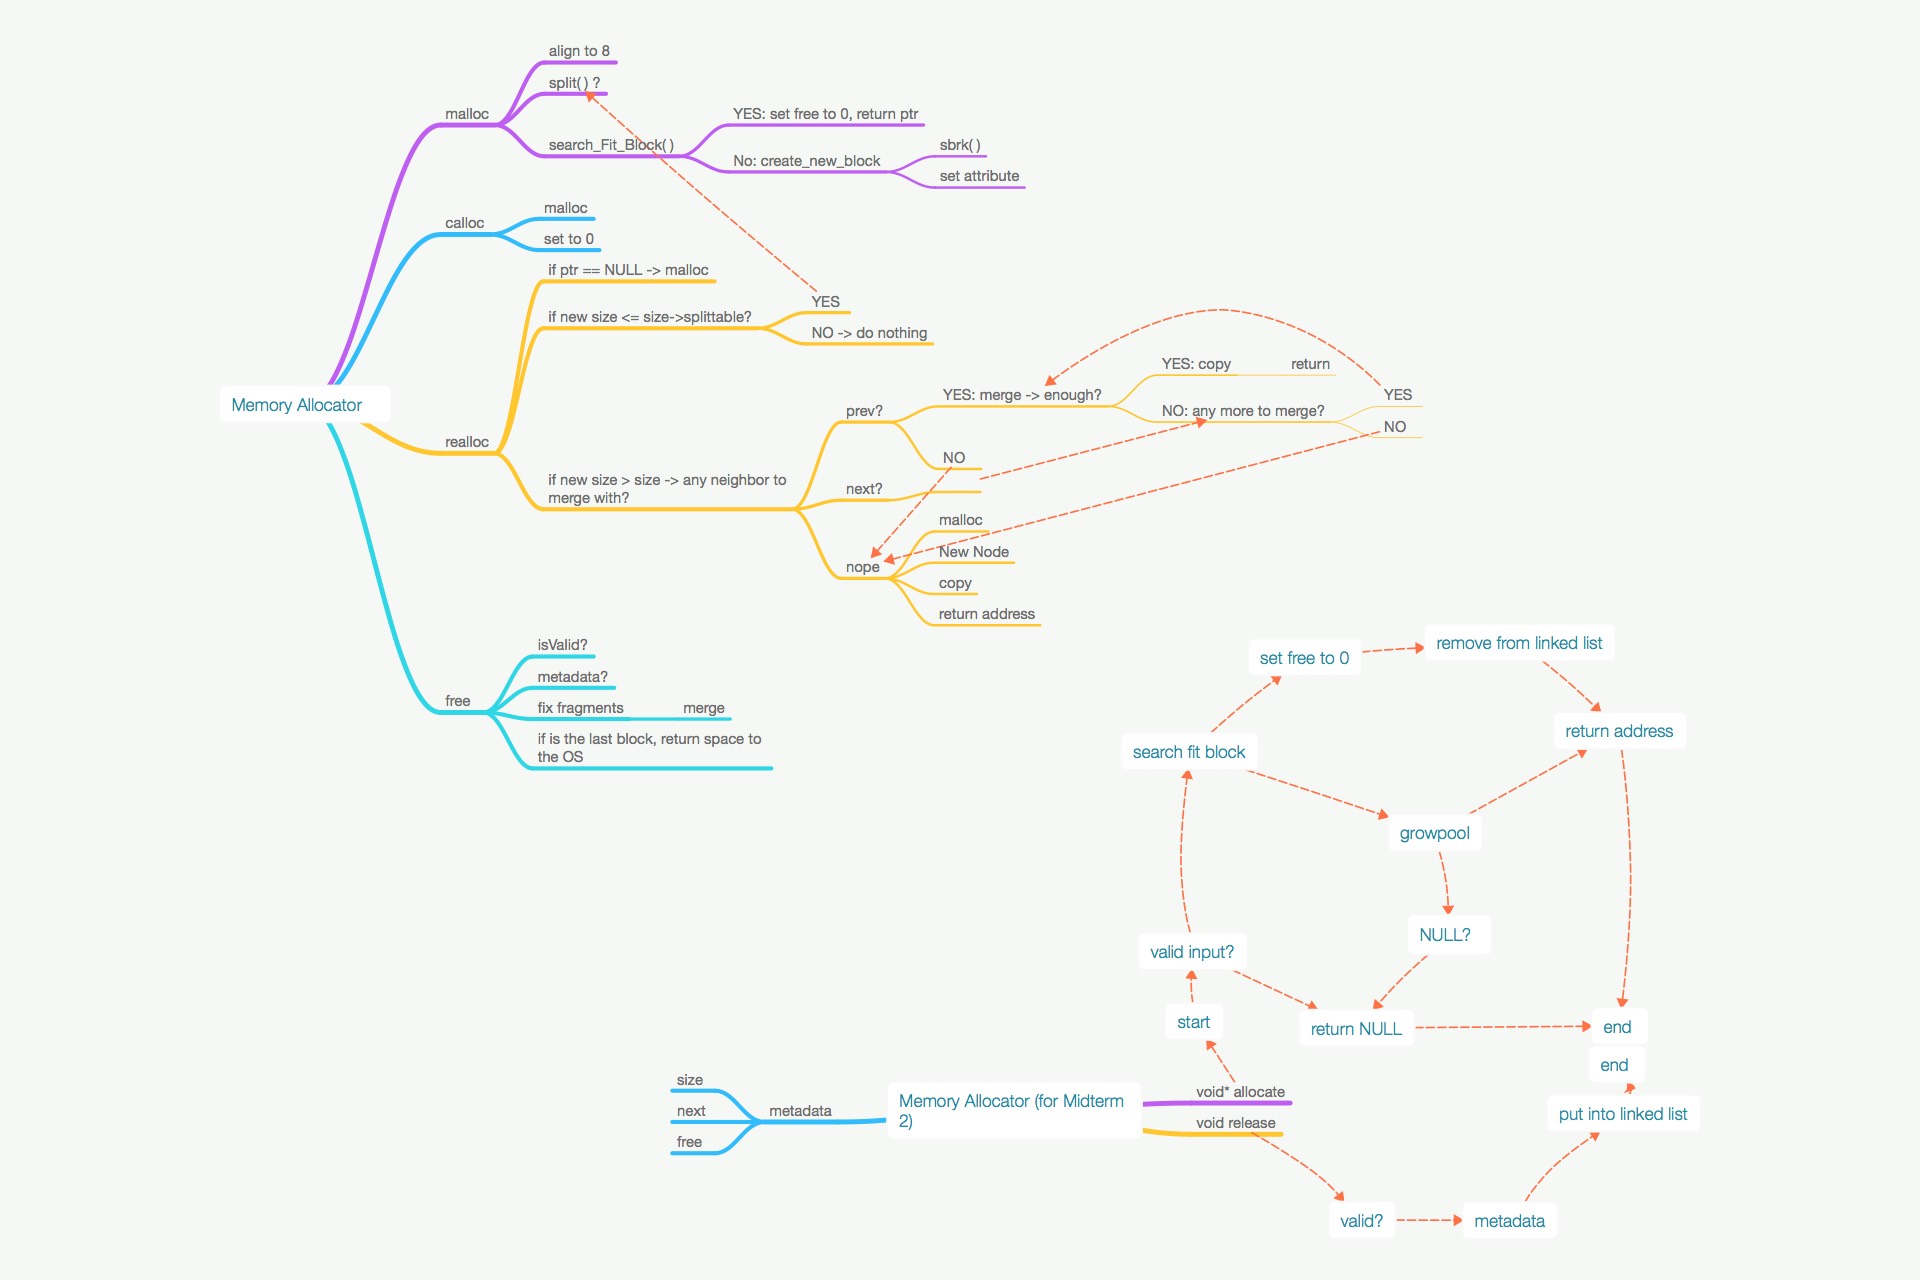 align to 8
split( ) ?
malloc
YES: set free to 0, return ptr
search_Fit_Block( )
No: create_new_block
sbrk( )
set attribute
malloc
calloc
set to 0
if ptr == NULL -> malloc
YES
if new size <= size->splittable?
NO -> do nothing
Memory Allocator
realloc
YES: copy
return
YES: merge -> enough?
YES
prev?
NO: any more to merge?
NO
NO
if new size > size -> any neighbor to
merge with?
next?
malloc
New Node
nope
copy
return address
isValid?
metadata?
free
fix fragments
merge
if is the last block, return space to
the OS
set free to 0
remove from linked list
return address
search fit block
growpool
NULL?
valid input?
start
return NULL
end
end
size
next
metadata
free
Memory Allocator (for Midterm
2)
void* allocate
void release
put into linked list
valid?
metadata